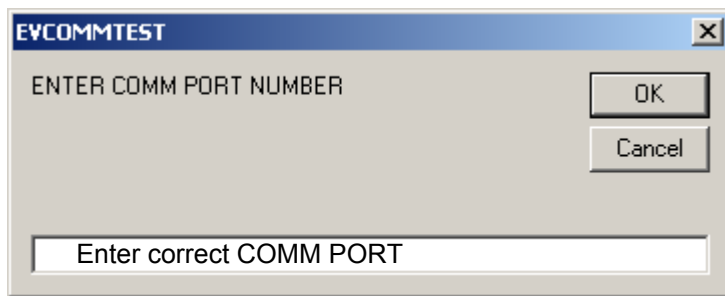 EVCOMMTEST
ENTER COMM PORT NUMBER
OK
Cancel
Enter correct COMM PORT